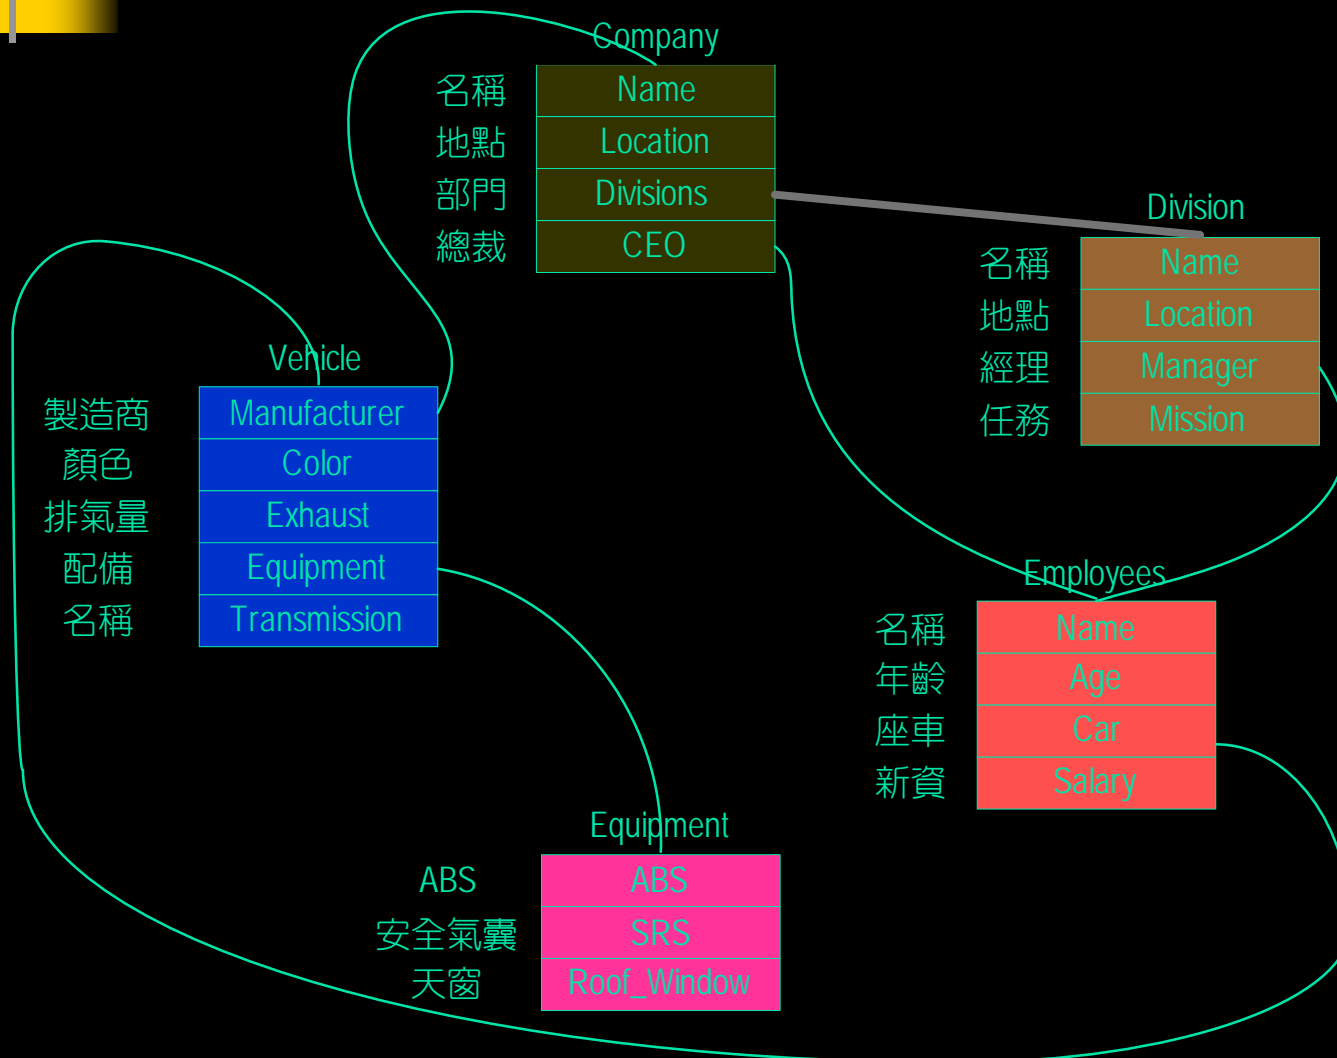 Company
名稱 Name
地點 Location
部門 Divisions
總裁 CEO
Division
名稱 Name
地點 Location
經理 Manager
任務 Mission
Vehicle
製造商 Manufacturer
顏色 Color
排氣量 Exhaust
配備 Equipment
名稱 Transmission
Employees
名稱 Name
年齡 Age
座車 Car
新資 Salary
Equipment
ABS ABS
安全氣囊 SRS
天窗 Roof_Window